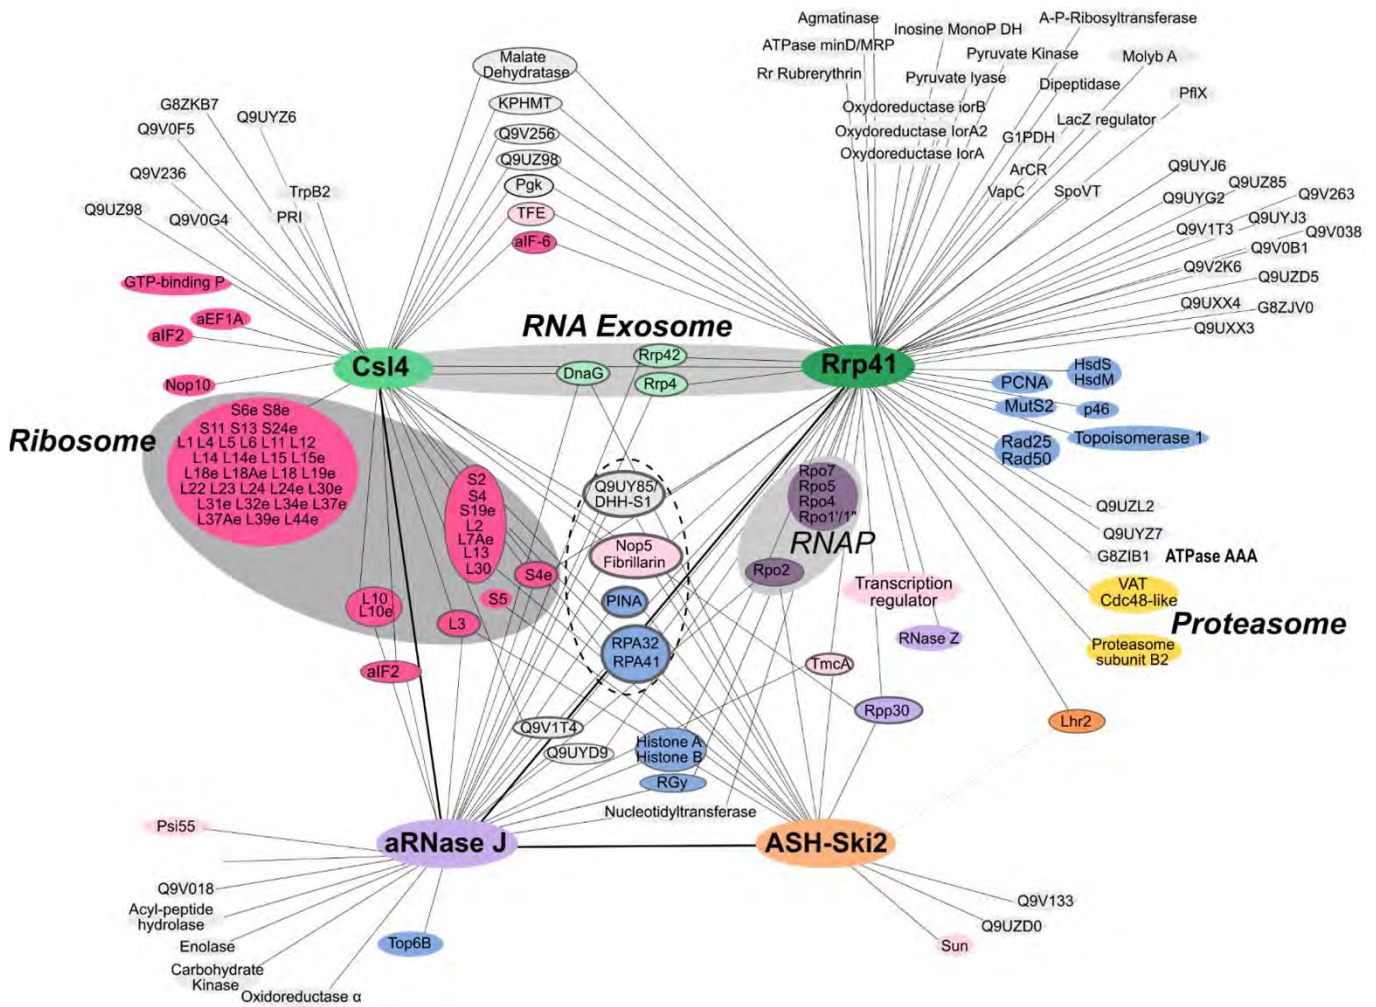 Agmatinase
A-P-Ribosyltransferase
Inosine MonoP DH
ATPase minD/MRP
Pyruvate Kinase
Molyb A
Rr Rubrerythrin
Pyruvate lyase
Dipeptidase
PflX
Oxydoreductase iorB
LacZ regulator
Oxydoreductase IorA2
G1PDH
Oxydoreductase IorA
ArCR
VapC
SpoVT
Malate
Dehydratase
KPHMT
Q9V256
Q9UZ98
Pgk
TFE
aIF-6
G8ZKB7
Q9UYZ6
Q9V0F5
Q9V236
TrpB2
Q9UZ98
Q9V0G4
PRI
Q9UYJ6
Q9UZ85
Q9V263
Q9UYG2
Q9UYJ3
Q9V1T3
Q9V038
Q9V0B1
Q9V2K6
Q9UZD5
Q9UXX4
G8ZJV0
Q9UXX3
GTP-binding P
aEF1A
aIF2
Nop10
RNA Exosome
Csl4
Rrp42
DnaG
Rrp4
Rrp41
HsdS
HsdM
PCNA
MutS2
p46
Topoisomerase 1
Rad25
Rad50
Ribosome
S6e S8e
S11 S13 S24e
L1 L4 L5 L6 L11 L12
L14 L14e L15 L15e
L18e L18Ae L18 L19e
L22 L23 L24 L24e L30e
L31e L32e L34e L37e
L37Ae L39e L44e
S2
S4
S19e
L2
L7Ae
L13
L30
S4e
S5
L10
L10e
L3
aIF2
Q9UY85/
DHH-S1
Nop5
Fibrillarin
PINA
RPA32
RPA41
Rpo7
Rpo5
Rpo4
Rpo1'/1"
RNAP
Rpo2
Q9UZL2
Q9UYZ7
G8ZIB1 ATPase AAA
Transcription
regulator
VAT
Cdc48-like
Proteasome
RNase Z
Proteasome
subunit B2
TmcA
Rpp30
Lhr2
Q9V1T4
Q9UYD9
Histone A
Histone B
RGy
Nucleotidyltransferase
Psi55
aRNase J
ASH-Ski2
Q9V018
Acyl-peptide
hydrolase
Enolase
Carbohydrate
Kinase
Oxidoreductase α
Top6B
Q9V133
Q9UZD0
Sun